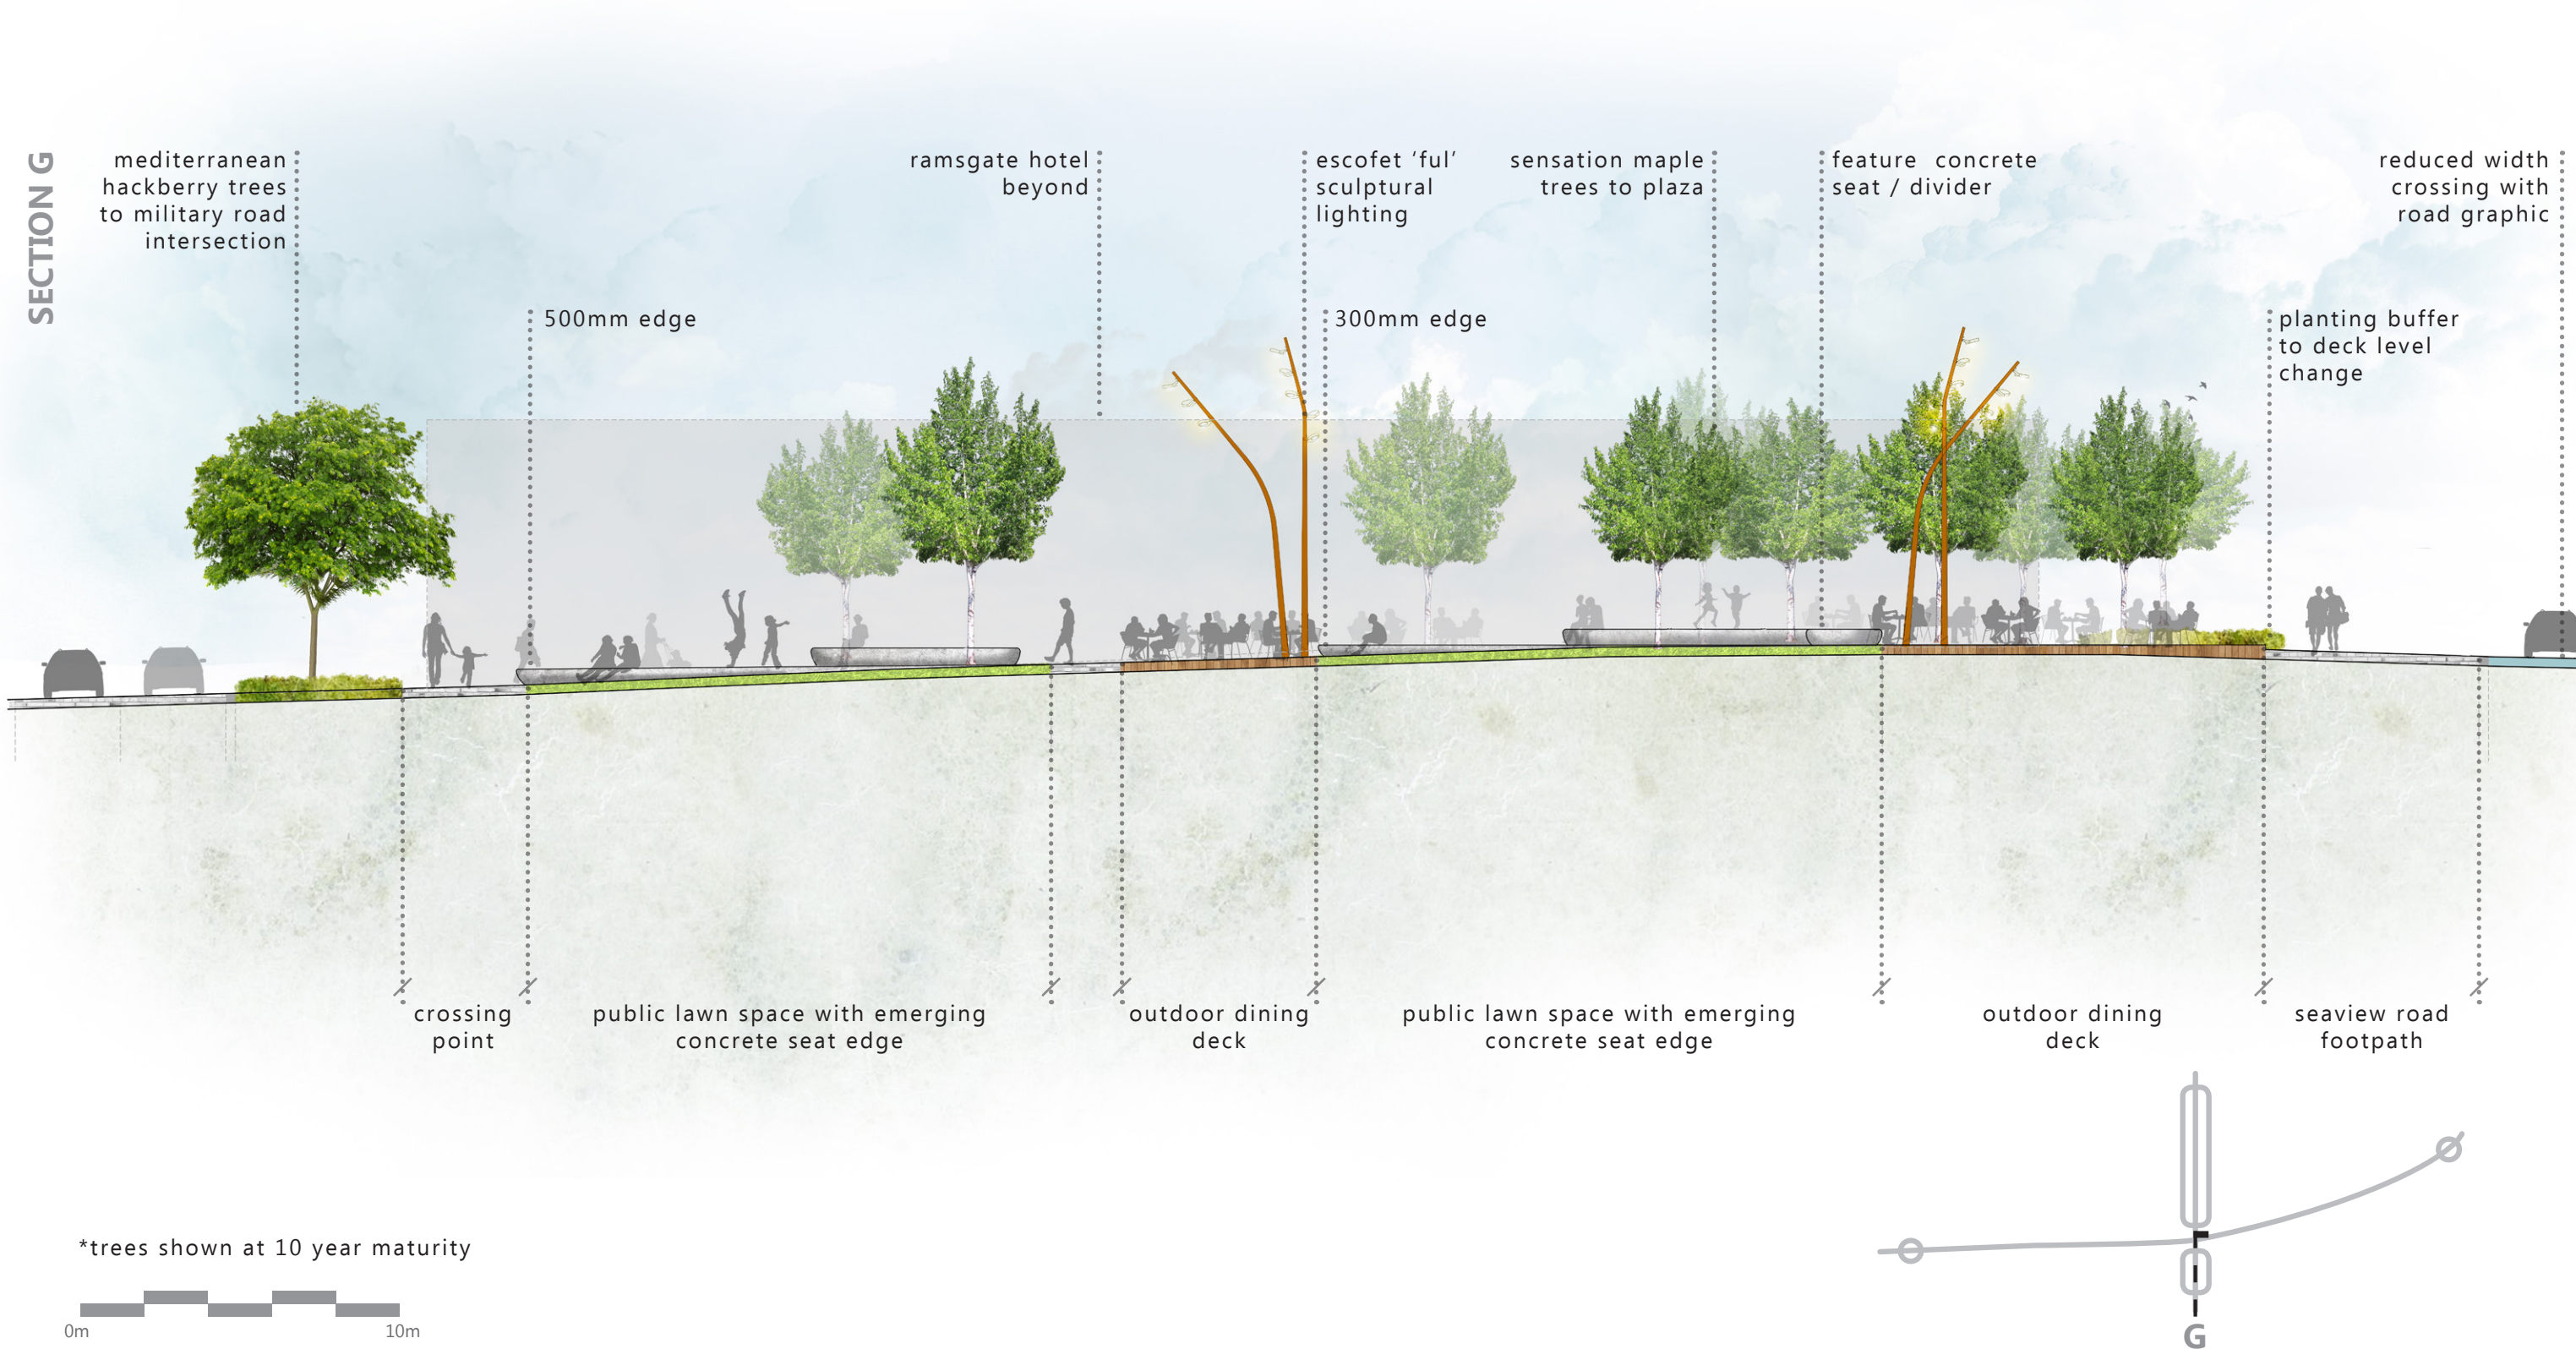 SECTION G
mediterranean
hackberry trees
to military road
intersection
500mm edge
ramsgate hotel
beyond
escofet ‘ful’
sculptural
lighting
300mm edge
sensation maple
trees to plaza
feature concrete
seat / divider
planting buffer
to deck level
change
reduced width
crossing with
road graphic
crossing
point
public lawn space with emerging
concrete seat edge
outdoor dining
deck
public lawn space with emerging
concrete seat edge
outdoor dining
deck
seaview road
footpath
*trees shown at 10 year maturity
0m 10m
G